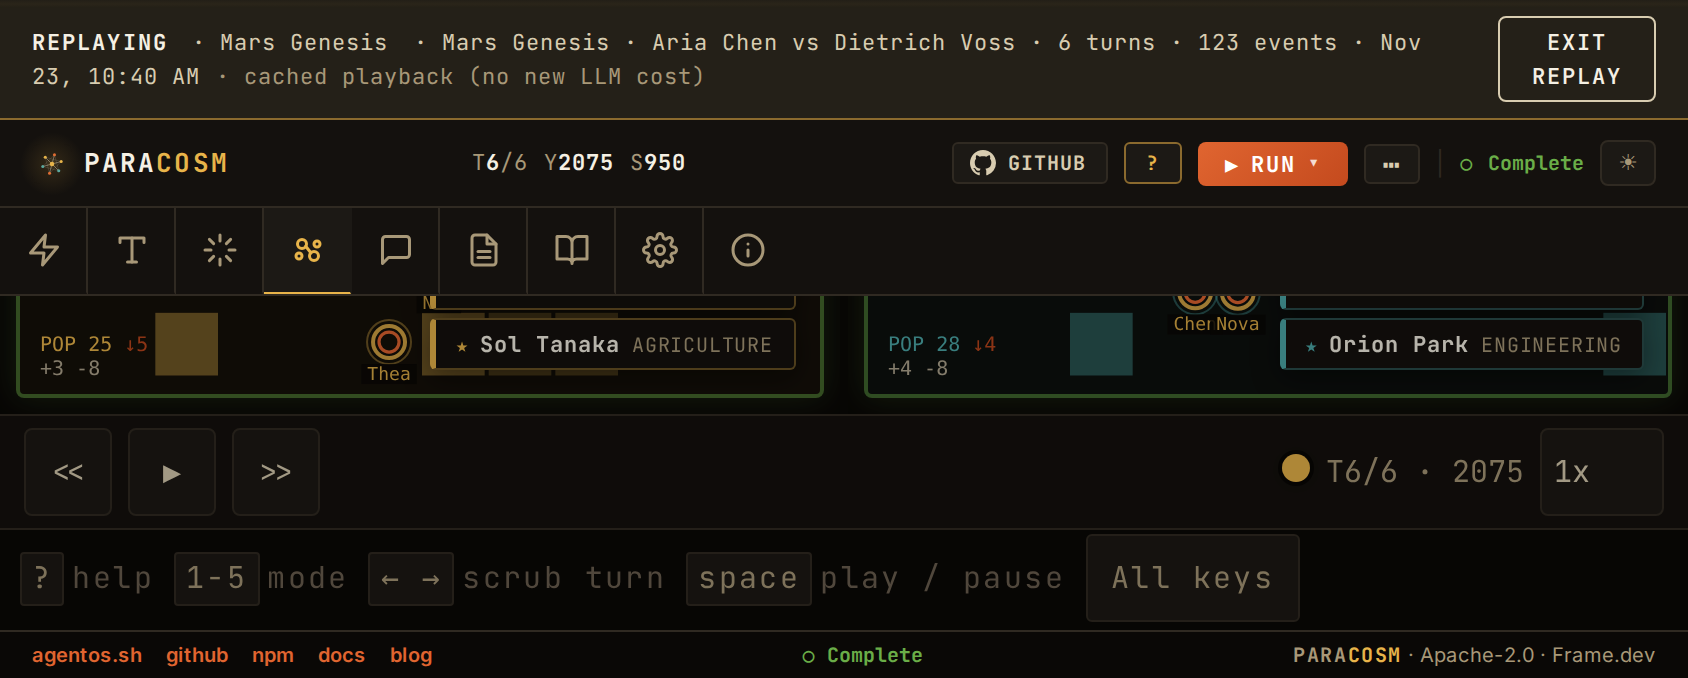 REPLAYING · Mars Genesis · Mars Genesis · Aria Chen vs Dietrich Voss · 6 turns · 123 events · Nov
23, 10:40 AM · cached playback (no new LLM cost)
EXIT
REPLAY
PARACOSM
T6/6 Y2075 S950
GITHUB
?
▶ RUN ▾
⋯
○ Complete
N
POP 25 ↓5
+3 -8
Thea
★ Sol Tanaka AGRICULTURE
POP 28 ↓4
+4 -8
Chen
Nova
★ Orion Park ENGINEERING
<<
▶
>>
T6/6 · 2075
1x
? help 1-5 mode ← → scrub turn space play / pause All keys
agentos.sh github npm docs blog
○ Complete
PARACOSM · Apache-2.0 · Frame.dev